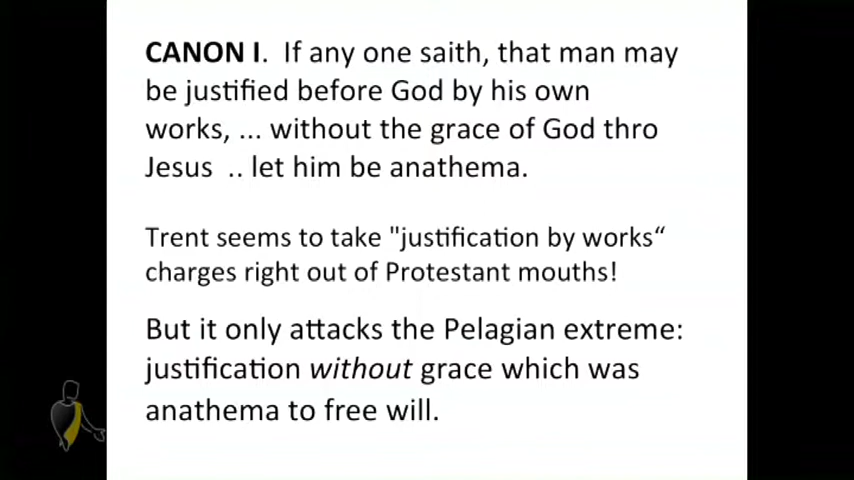 CANON I.  If any one saith, that man may
be justified before God by his own
works, ... without the grace of God thro
Jesus  .. let him be anathema.
Trent seems to take "justification by works“
charges right out of Protestant mouths!
But it only attacks the Pelagian extreme:
justification without grace which was
anathema to free will.